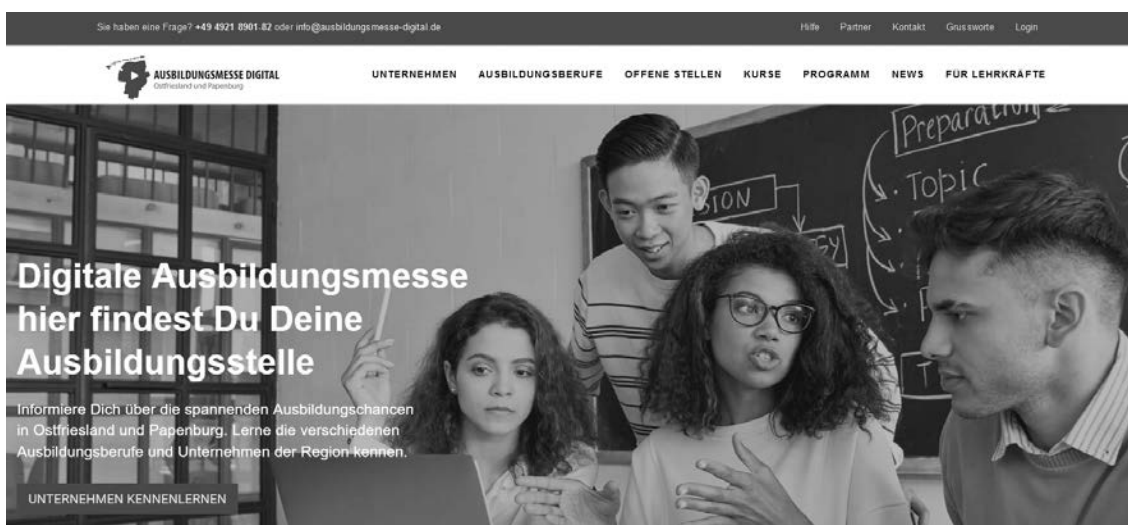 Sie haben eine Frage? +49 4921 8901-82 oder info@ausbildungsmesse-digital.de
Hilfe Partner Kontakt Grussworte Login
AUSBILDUNGSMESSE DIGITAL
Ostfriesland und Papenburg
UNTERNEHMEN AUSBILDUNGSBERUFE OFFENE STELLEN KURSE PROGRAMM NEWS FÜR LEHRKRÄFTE
Preparation
Topic
Digitale Ausbildungsmesse
hier findest Du Deine
Ausbildungsstelle
Informiere Dich über die spannenden Ausbildungschancen
in Ostfriesland und Papenburg. Lerne die verschiedenen
Ausbildungsberufe und Unternehmen der Region kennen.
UNTERNEHMEN KENNENLERNEN